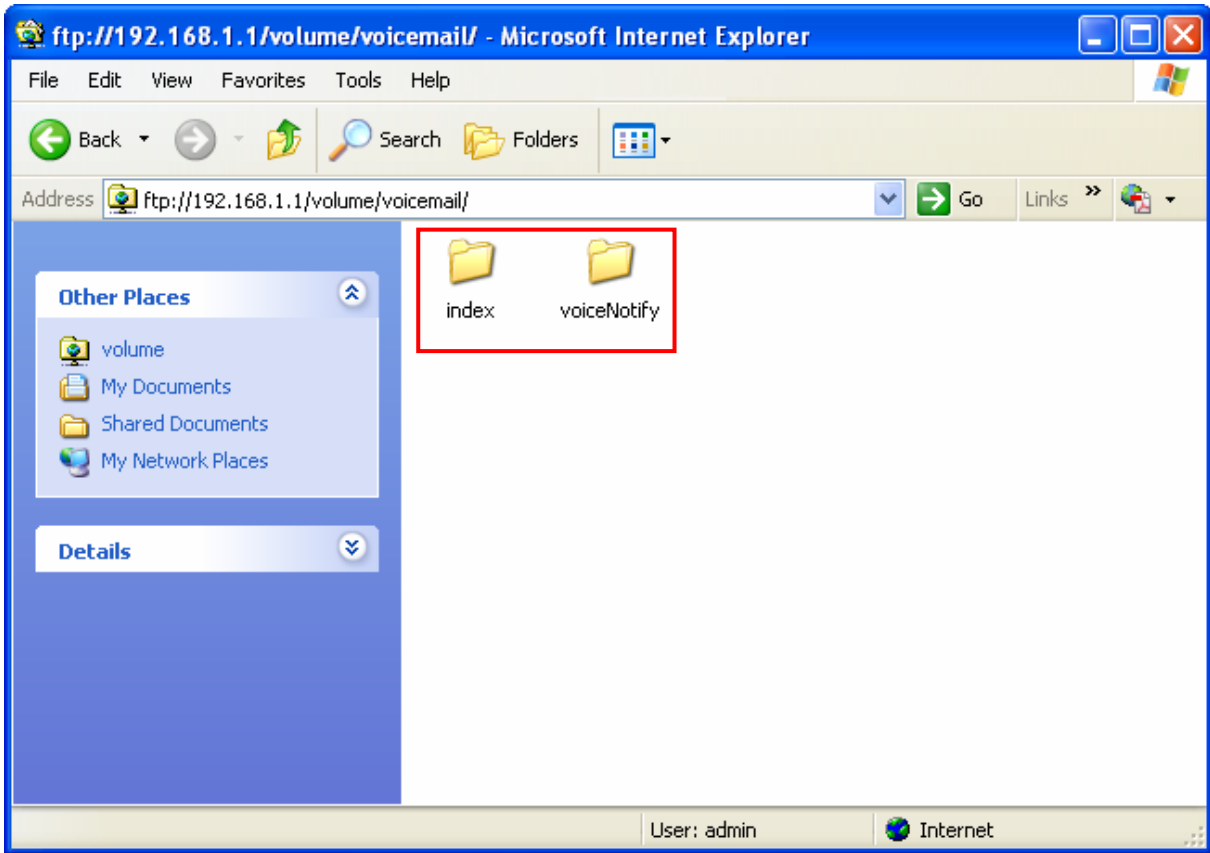 ftp://192.168.1.1/volume/voicemail/ - Microsoft Internet Explorer
File Edit View Favorites Tools Help
Back Search Folders
Address ftp://192.168.1.1/volume/voicemail/ Go Links »
Other Places
volume
My Documents
Shared Documents
My Network Places
Details
index voiceNotify
User: admin Internet